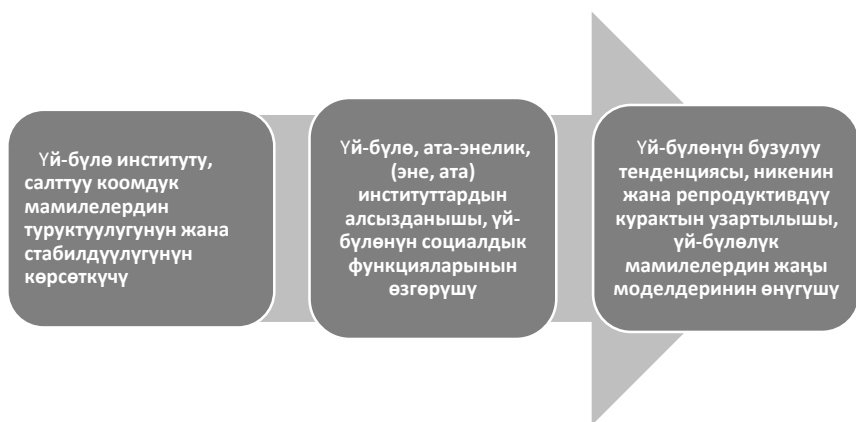 Үй-бүлө институту,
салттуу коомдук
мамилелердин
туруктуулугунун жана
стабилдүүлүгүнүн
көрсөткүчү
Үй-бүлө, ата-энелик,
(эне, ата)
институттардын
алсызданышы, үй-
бүлөнүн социалдык
функцияларынын
өзгөрүшү
Үй-бүлөнүн бузулуу
тенденциясы, никенин
жана репродуктивдүү
курактын узартылышы,
үй-бүлөлүк
мамилелердин жаңы
моделдеринин өнүгүшү